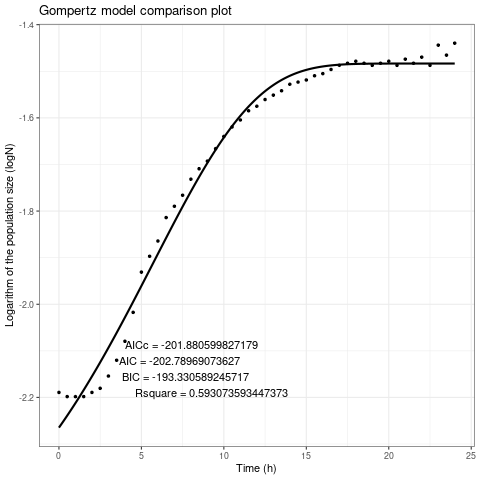 Gompertz model comparison plot
Logarithm of the population size (logN)
-1.4
-1.6
-1.8
-2.0
-2.2
AICc = -201.880599827179
AIC = -202.78969073627
BIC = -193.330589245717
Rsquare = 0.593073593447373
0 5 10 15 20 25
Time (h)